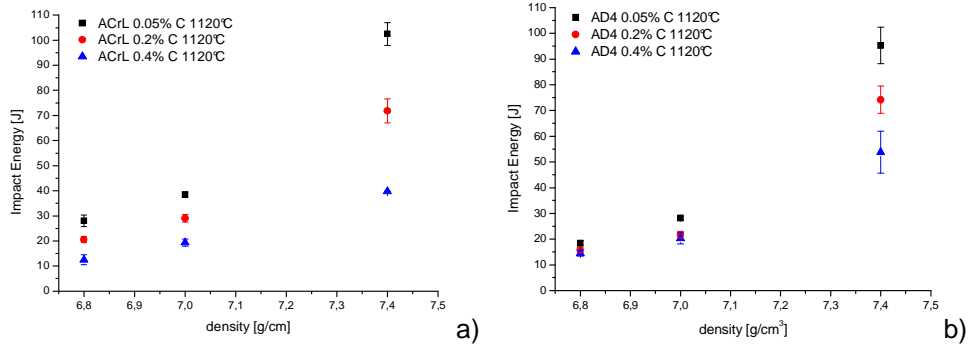 ACrL 0.05% C 1120°C
ACrL 0.2% C 1120°C
ACrL 0.4% C 1120°C
Impact Energy [J]
110
100
90
80
70
60
50
40
30
20
10
0
6,8 6,9 7,0 7,1 7,2 7,3 7,4 7,5
density [g/cm]
a)
AD4 0.05% C 1120°C
AD4 0.2% C 1120°C
AD4 0.4% C 1120°C
Impact Energy [J]
110
100
90
80
70
60
50
40
30
20
10
0
6,8 6,9 7,0 7,1 7,2 7,3 7,4 7,5
density [g/cm³]
b)